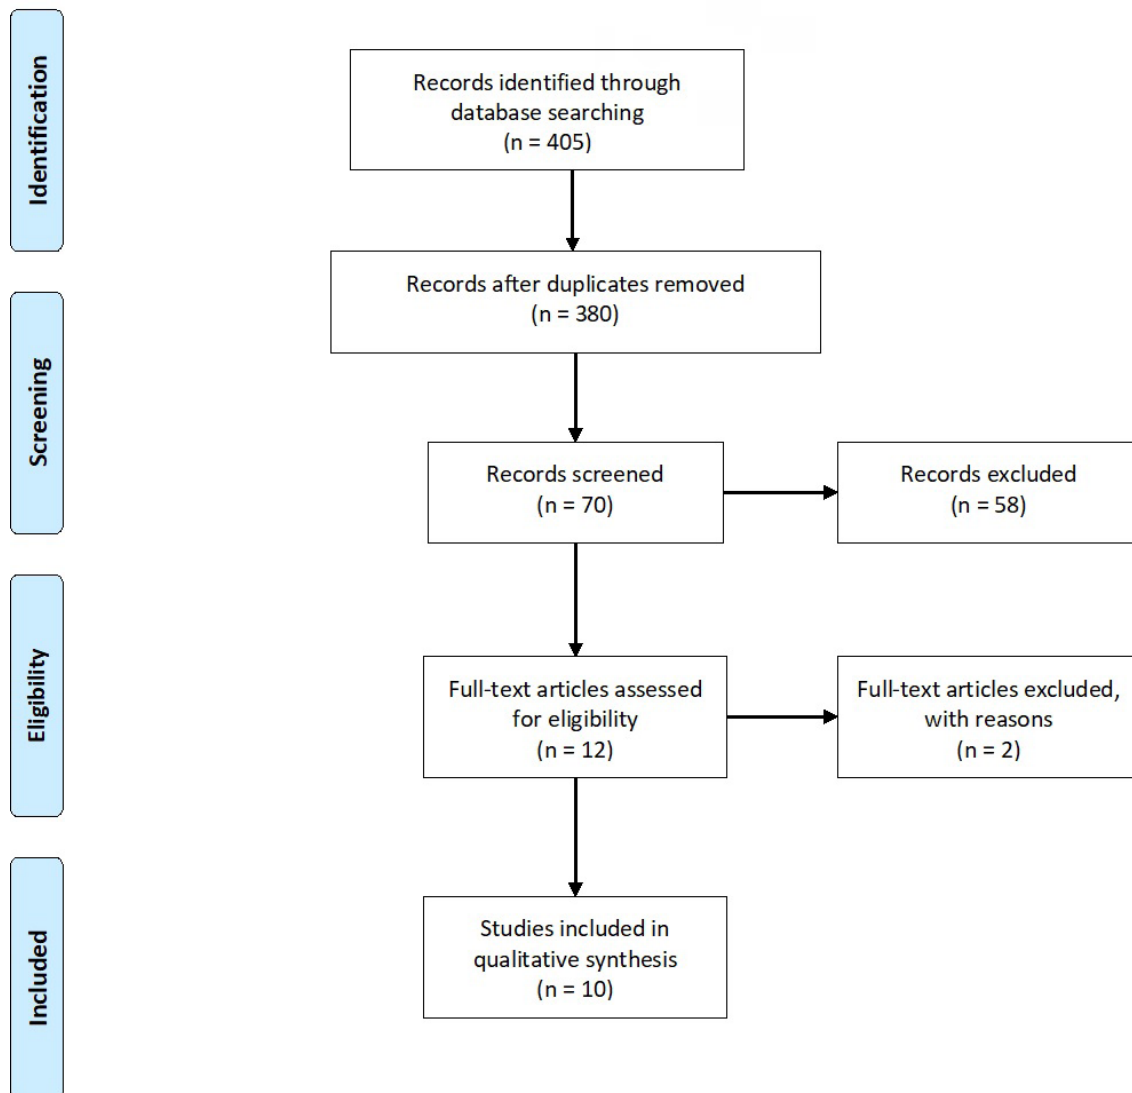 Identification
Records identified through
database searching
(n = 405)
Records after duplicates removed
(n = 380)
Screening
Records screened
(n = 70)
Records excluded
(n = 58)
Eligibility
Full-text articles assessed
for eligibility
(n = 12)
Full-text articles excluded,
with reasons
(n = 2)
Included
Studies included in
qualitative synthesis
(n = 10)